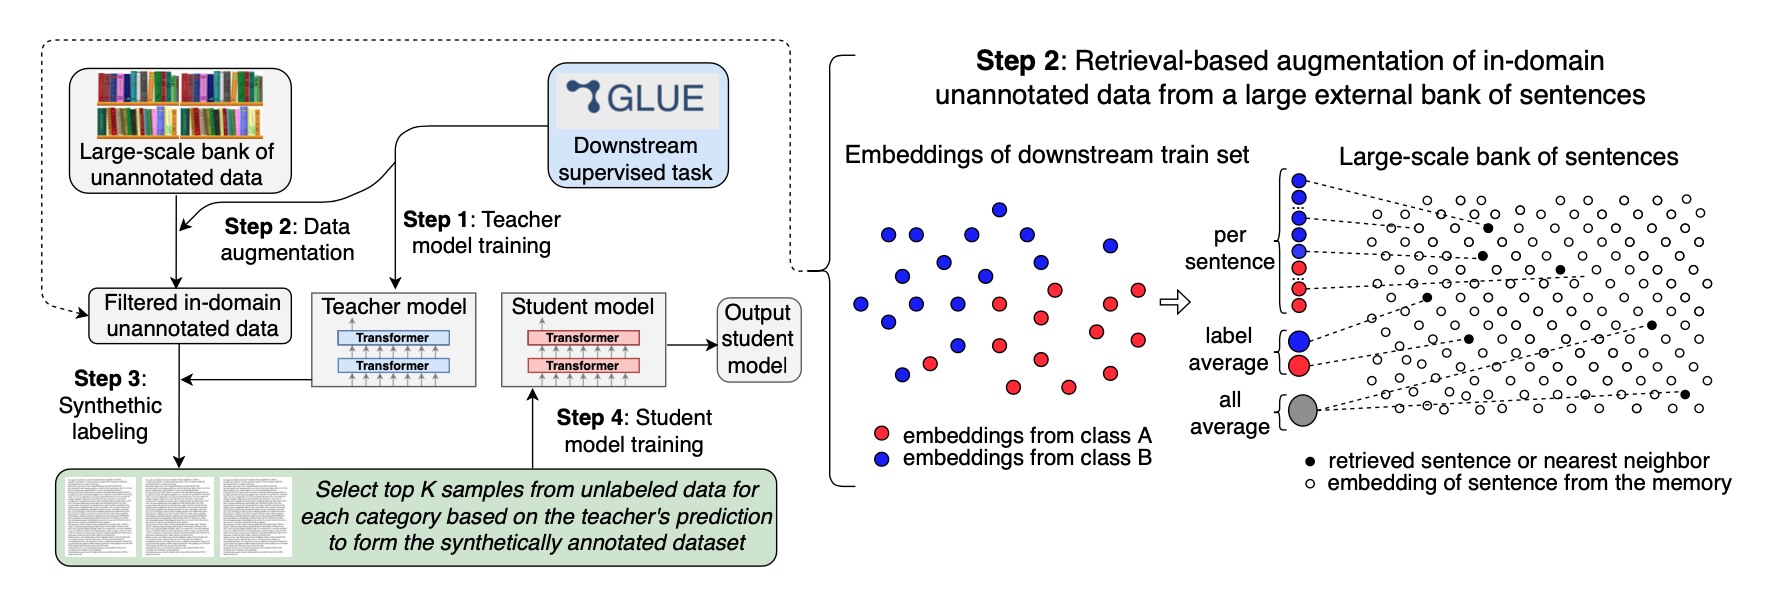 Large-scale bank of
unannotated data
GLUE
Downstream
supervised task
Step 2: Data
augmentation
Step 1: Teacher
model training
Filtered in-domain
unannotated data
Teacher model
Transformer
Transformer
Student model
Transformer
Transformer
Output
student
model
Step 3:
Synthethic
labeling
Step 4: Student
model training
Select top K samples from unlabeled data for
each category based on the teacher's prediction
to form the synthetically annotated dataset
Step 2: Retrieval-based augmentation of in-domain
unannotated data from a large external bank of sentences
Embeddings of downstream train set
Large-scale bank of sentences
per
sentence
...
...
label
average
all
average
embeddings from class A
embeddings from class B
retrieved sentence or nearest neighbor
embedding of sentence from the memory